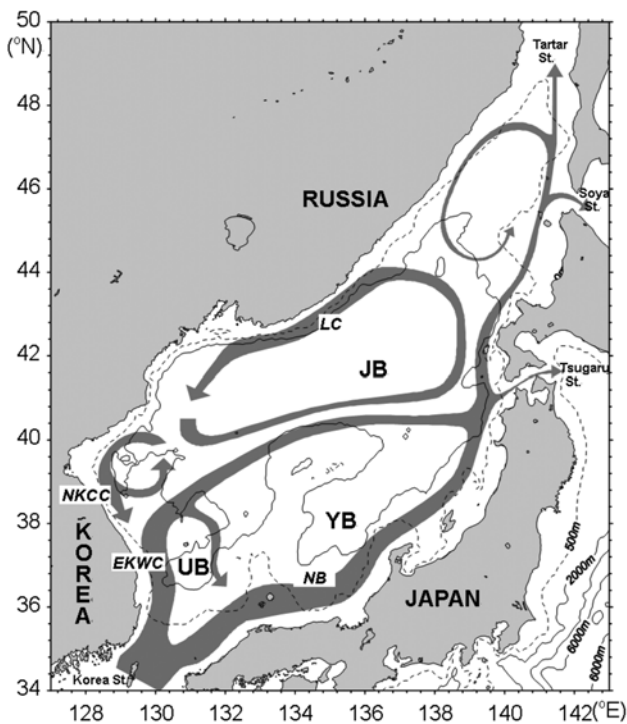 50
(°N)
48
46
44
42
40
38
36
34
Tartar
St.
Soya
St.
RUSSIA
LC
JB
Tsugaru
St.
NKCC
KOREA
EKWC
UB
YB
NB
JAPAN
500m
2000m
6000m
6000m
Korea St.
128
130
132
134
136
138
140
142
(°E)